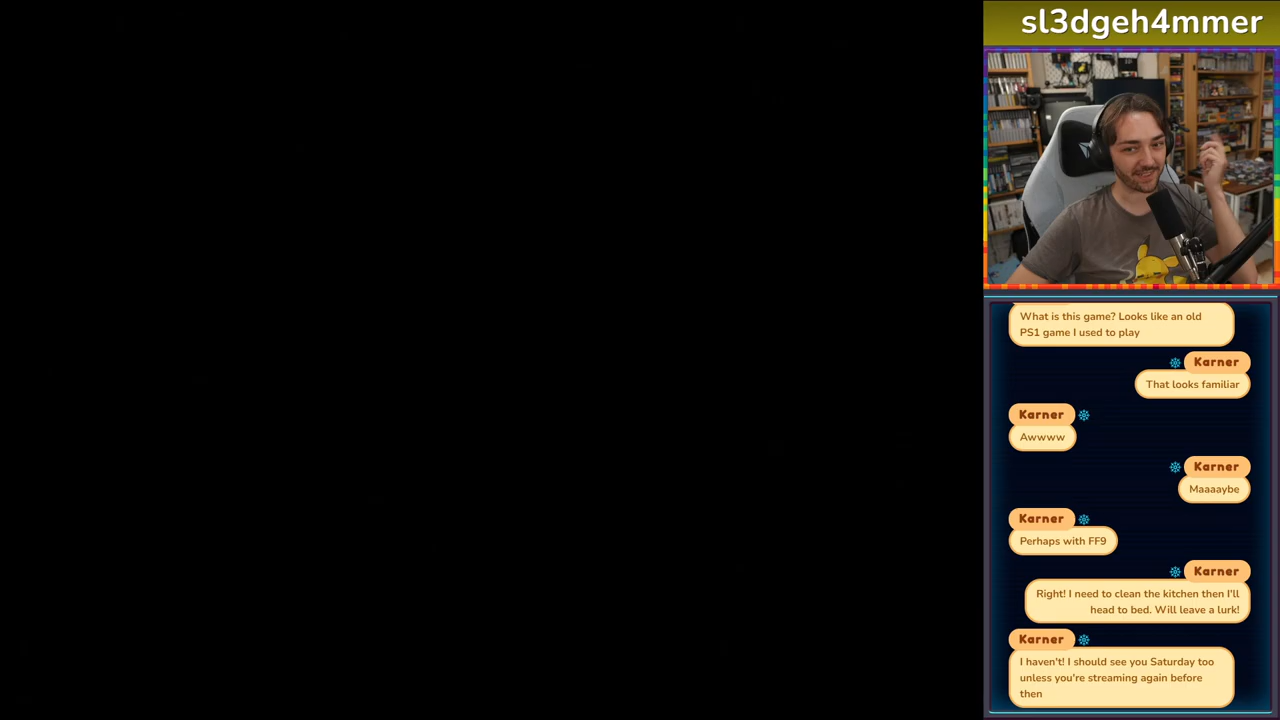 sl3dgeh4mmer
What is this game? Looks like an old
PS1 game I used to play
Karner
That looks familiar
Karner
Awwww
Karner
Maaaaybe
Karner
Perhaps with FF9
Karner
Right! I need to clean the kitchen then I'll
head to bed. Will leave a lurk!
Karner
I haven't! I should see you Saturday too
unless you're streaming again before
then